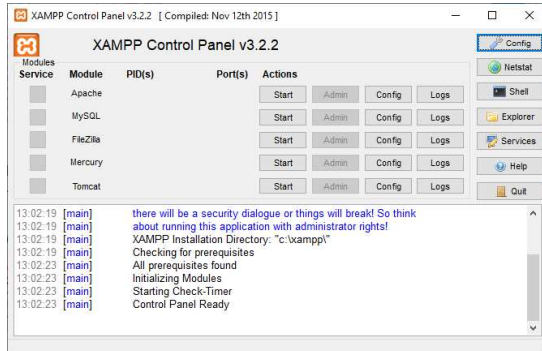 XAMPP Control Panel v3.2.2 [ Compiled: Nov 12th 2015 ]
XAMPP Control Panel v3.2.2
Config
Modules
Service Module PID(s) Port(s) Actions
Netstat
Apache Start Admin Config Logs
Shell
MySQL Start Admin Config Logs
Explorer
FileZilla Start Admin Config Logs
Services
Mercury Start Admin Config Logs
Help
Tomcat Start Admin Config Logs
Quit
13:02:19 [main] there will be a security dialogue or things will break! So think
13:02:19 [main] about running this application with administrator rights!
13:02:19 [main] XAMPP Installation Directory: "c:\xampp\"
13:02:19 [main] Checking for prerequisites
13:02:23 [main] All prerequisites found
13:02:23 [main] Initializing Modules
13:02:23 [main] Starting Check-Timer
13:02:23 [main] Control Panel Ready